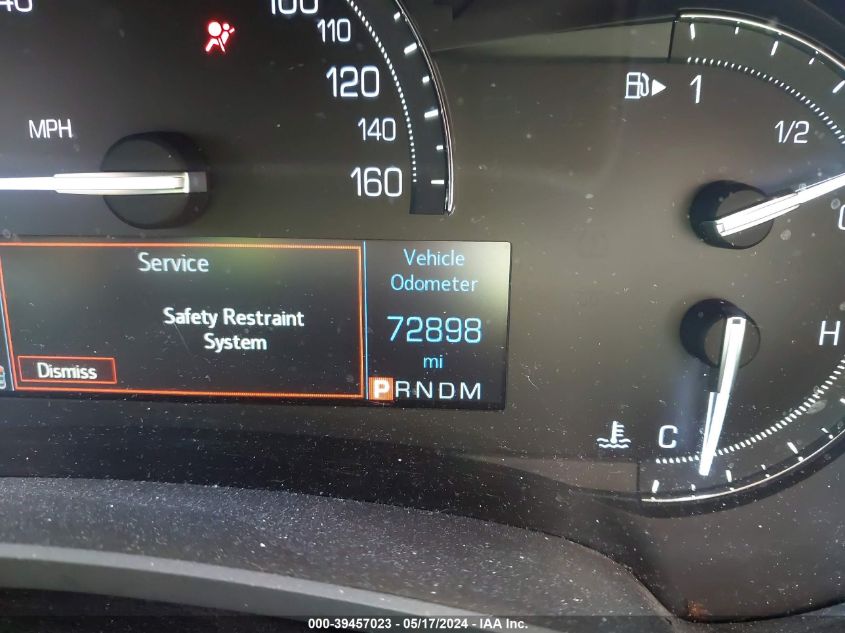 100
110
120
140
160
MPH
1
1/2
Service
Safety Restraint
System
Dismiss
Vehicle
Odometer
72898
mi
PRNDM
H
C
000-39457023 - 05/17/2024 - IAA Inc.